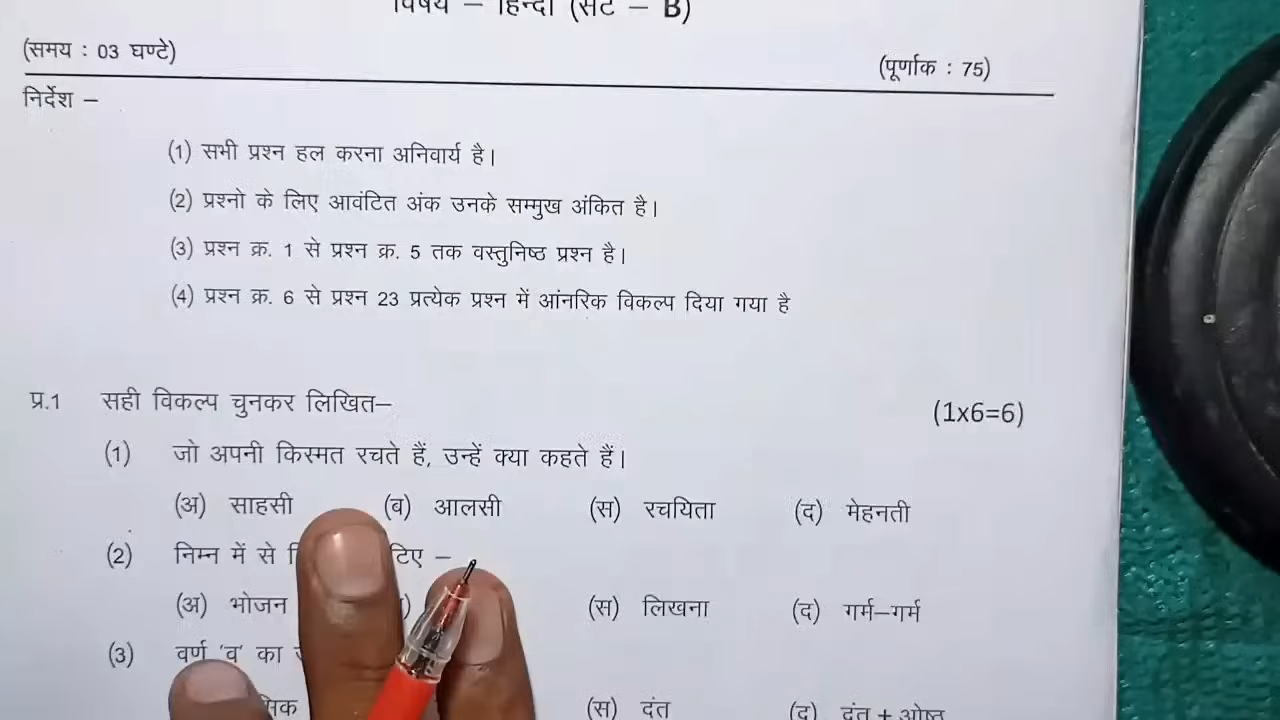 विषय – हिन्दी (सेट – B)
(समय : 03 घण्टे)
(पूर्णाक : 75)
निर्देश –
(1) सभी प्रश्न हल करना अनिवार्य है।
(2) प्रश्नो के लिए आवंटित अंक उनके सम्मुख अंकित है।
(3) प्रश्न क्र. 1 से प्रश्न क्र. 5 तक वस्तुनिष्ठ प्रश्न है।
(4) प्रश्न क्र. 6 से प्रश्न 23 प्रत्येक प्रश्न में आंनरिक विकल्प दिया गया है
प्र.1 सही विकल्प चुनकर लिखित– (1x6=6)
(1) जो अपनी किस्मत रचते हैं, उन्हें क्या कहते हैं।
(अ) साहसी (ब) आलसी (स) रचयिता (द) मेहनती
(2) निम्न में से –
(अ) भोजन (स) लिखना (द) गर्म–गर्म
(3) वर्ण 'व' का
(स) दंत (द) दंत + ओष्ठ